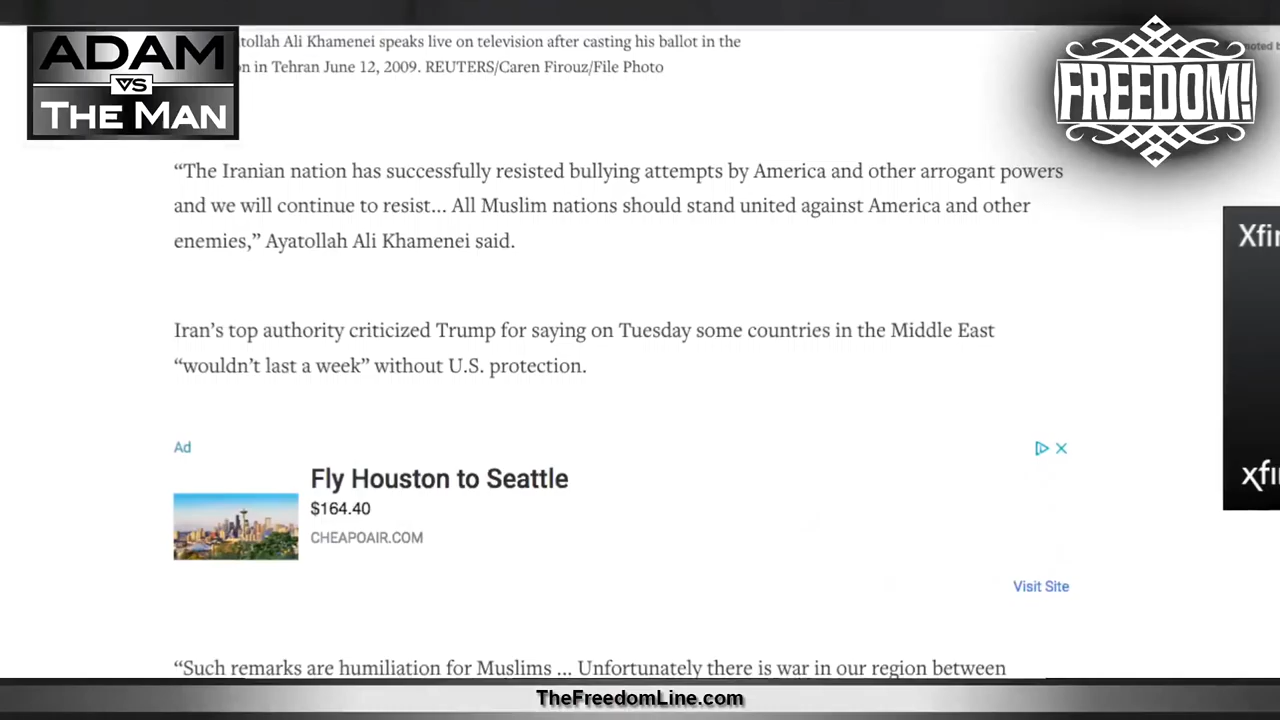 ADAM
VS
THE MAN
FREEDOM!
tollah Ali Khamenei speaks live on television after casting his ballot in the
on in Tehran June 12, 2009. REUTERS/Caren Firouz/File Photo
“The Iranian nation has successfully resisted bullying attempts by America and other arrogant powers
and we will continue to resist... All Muslim nations should stand united against America and other
enemies,” Ayatollah Ali Khamenei said.
Iran’s top authority criticized Trump for saying on Tuesday some countries in the Middle East
“wouldn’t last a week” without U.S. protection.
Ad
Fly Houston to Seattle
$164.40
CHEAPOAIR.COM
Visit Site
“Such remarks are humiliation for Muslims ... Unfortunately there is war in our region between
Xfin
xfi
TheFreedomLine.com